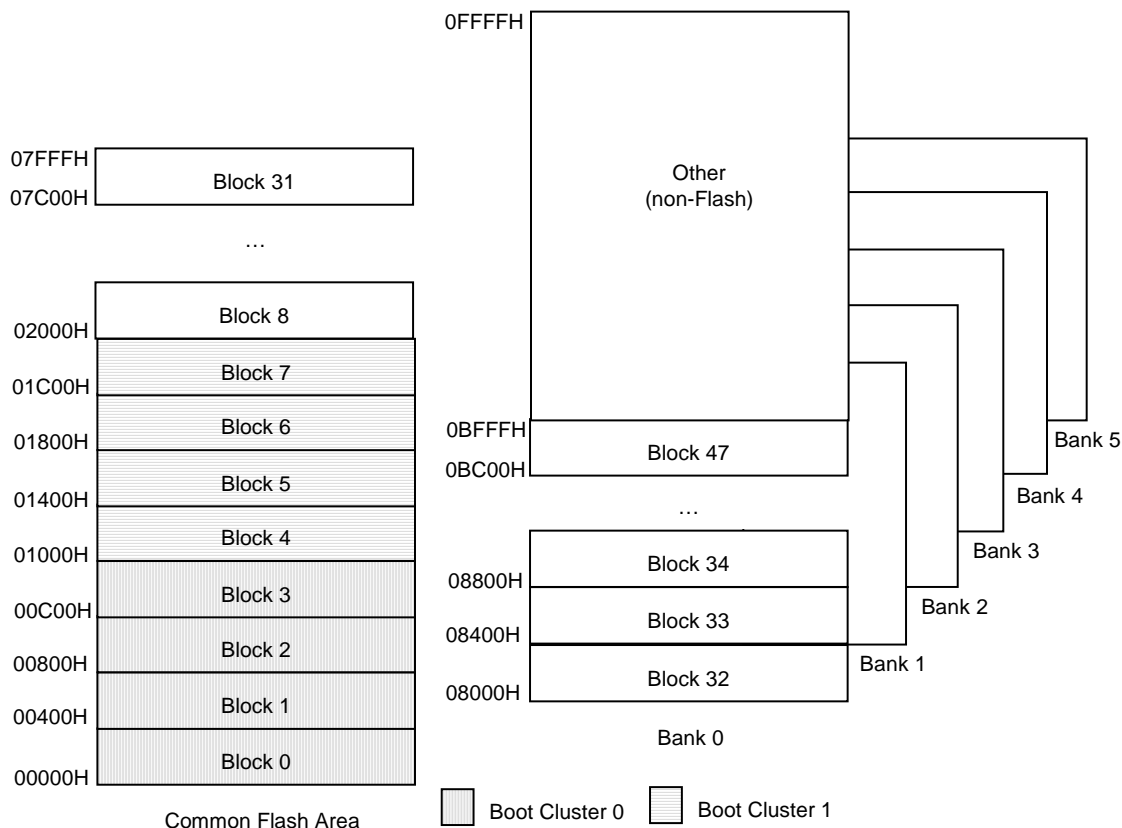 0FFFFH
Other
(non-Flash)
07FFFH
Block 31
07C00H
…
Block 8
02000H
Block 7
01C00H
Block 6
01800H
Block 5
01400H
Block 4
01000H
Block 3
00C00H
Block 2
00800H
Block 1
00400H
Block 0
00000H
Common Flash Area
0BFFFH
Block 47
0BC00H
…
Block 34
08800H
Block 33
08400H
Block 32
08000H
Bank 0
Bank 1
Bank 2
Bank 3
Bank 4
Bank 5
Boot Cluster 0
Boot Cluster 1